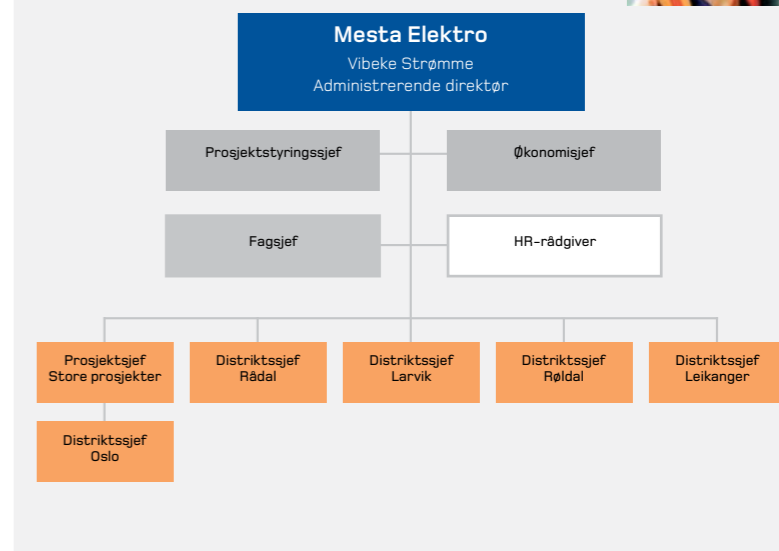 Mesta Elektro
Vibeke Strømme
Administrerende direktør
Prosjektstyringssjef
Økonomisjef
Fagsjef
HR-rådgiver
Prosjektsjef
Store prosjekter
Distriktssjef
Rådal
Distriktssjef
Larvik
Distriktssjef
Røldal
Distriktssjef
Leikanger
Distriktssjef
Oslo